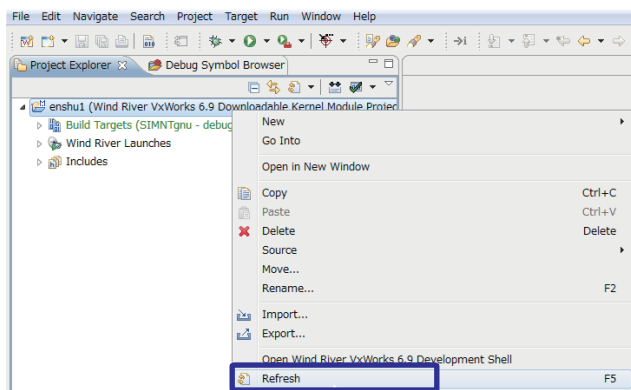 File Edit Navigate Search Project Target Run Window Help
Project Explorer Debug Symbol Browser
enshu1 (Wind River VxWorks 6.9 Downloadable Kernel Module Project
Build Targets (SIMNTgnu - debug
Wind River Launches
Includes
New
Go Into
Open in New Window
Copy Ctrl+C
Paste Ctrl+V
Delete Delete
Source
Move...
Rename... F2
Import...
Export...
Open Wind River VxWorks 6.9 Development Shell
Refresh F5